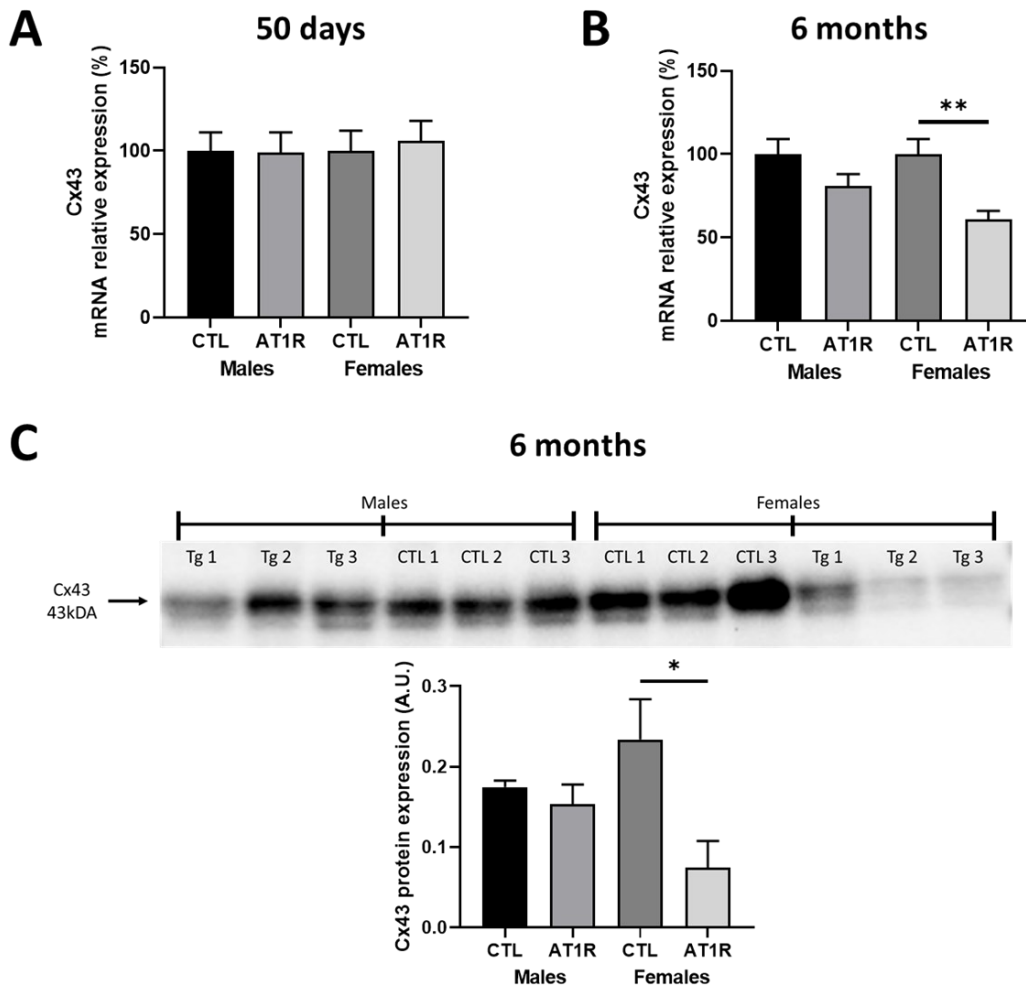 A
50 days
Cx43
mRNA relative expression (%)
150
100
50
0
CTL AT1R CTL AT1R
Males Females
B
6 months
Cx43
mRNA relative expression (%)
150
100
50
0
**
CTL AT1R CTL AT1R
Males Females
C
6 months
Males Females
Tg 1 Tg 2 Tg 3 CTL 1 CTL 2 CTL 3 CTL 1 CTL 2 CTL 3 Tg 1 Tg 2 Tg 3
Cx43
43kDA
Cx43 protein expression (A.U.)
0.3
0.2
0.1
0.0
*
CTL AT1R CTL AT1R
Males Females